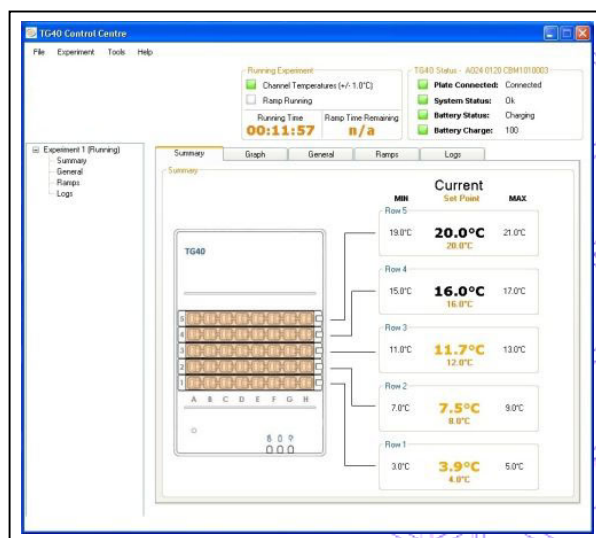 TG40 Control Centre
File Experiment Tools Help
Running Experiment
Channel Temperatures (+/- 1.0°C)
Ramp Running
Running Time Ramp Time Remaining
00:11:57 n/a
TG40 Status - A024 0120 CBM1010003
Plate Connected: Connected
System Status: Ok
Battery Status: Charging
Battery Charge: 100
Experiment 1 (Running)
Summary
General
Ramps
Logs
Summary Graph General Ramps Logs
Summary
Current
MIN Set Point MAX
Row 5
19.0°C 20.0°C 21.0°C
20.0°C
Row 4
15.0°C 16.0°C 17.0°C
16.0°C
Row 3
11.0°C 11.7°C 13.0°C
12.0°C
Row 2
7.0°C 7.5°C 9.0°C
8.0°C
Row 1
3.0°C 3.9°C 5.0°C
4.0°C
TG40
5
4
3
2
1
A B C D E F G H